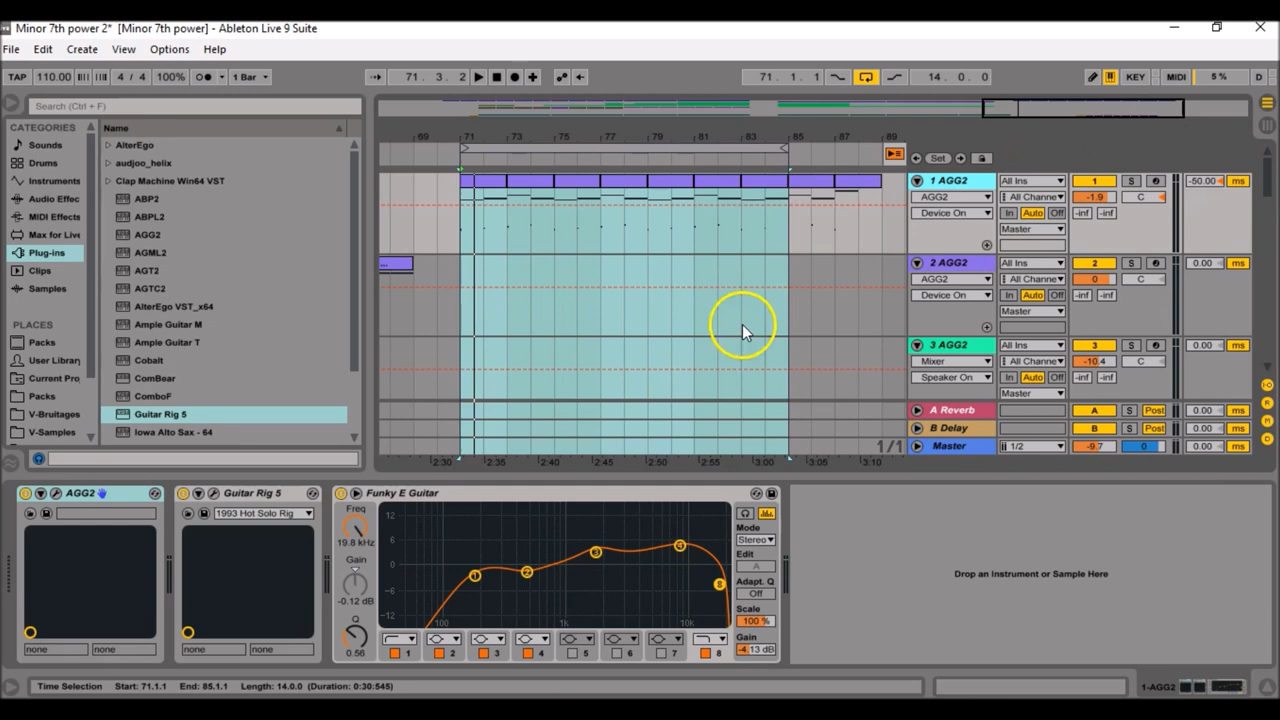 Minor 7th power 2* [Minor 7th power] - Ableton Live 9 Suite
File Edit Create View Options Help
TAP 110.00 4 / 4 100% 1 Bar 71. 3. 2 71. 1. 1 14. 0. 0 KEY MIDI 5 % D
Search (Ctrl + F)
CATEGORIES
Sounds
Drums
Instruments
Audio Effec
MIDI Effects
Max for Live
Plug-ins
Clips
Samples
PLACES
Packs
User Library
Current Pro
Packs
V-Bruitages
V-Samples
Name
AlterEgo
audjoo_helix
Clap Machine Win64 VST
ABP2
ABPL2
AGG2
AGML2
AGT2
AGTC2
AlterEgo VST_x64
Ample Guitar M
Ample Guitar T
Cobalt
ComBear
ComboF
Guitar Rig 5
Iowa Alto Sax - 64
69 71 73 75 77 79 81 83 85 87 89
Set
1 AGG2 All Ins 1 S -50.00 ms
AGG2 All Channe -1.9 C
Device On In Auto Off -inf -inf
Master
...
2 AGG2 All Ins 2 S 0.00 ms
AGG2 All Channe 0 C
Device On In Auto Off -inf -inf
Master
3 AGG2 All Ins 3 S 0.00 ms
Mixer All Channe -10.4 C
Speaker On In Auto Off -inf -inf
Master
A Reverb A S Post 0.00 ms
B Delay B S Post 0.00 ms
1/1
Master 1/2 -9.7 0 0.00 ms
2:30 2:35 2:40 2:45 2:50 2:55 3:00 3:05 3:10
AGG2
none none
Guitar Rig 5
1993 Hot Solo Rig
none none
Funky E Guitar
Freq
19.8 kHz
Gain
-0.12 dB
Q
0.56
12
6
0
-6
-12
100 1K 10K
1 2 3 4 8
1 2 3 4 5 6 7 8
Mode
Stereo
Edit
A
Adapt. Q
Off
Scale
100 %
Gain
-4.13 dB
Drop an Instrument or Sample Here
Time Selection Start: 71.1.1 End: 85.1.1 Length: 14.0.0 (Duration: 0:30:545)
1-AGG2